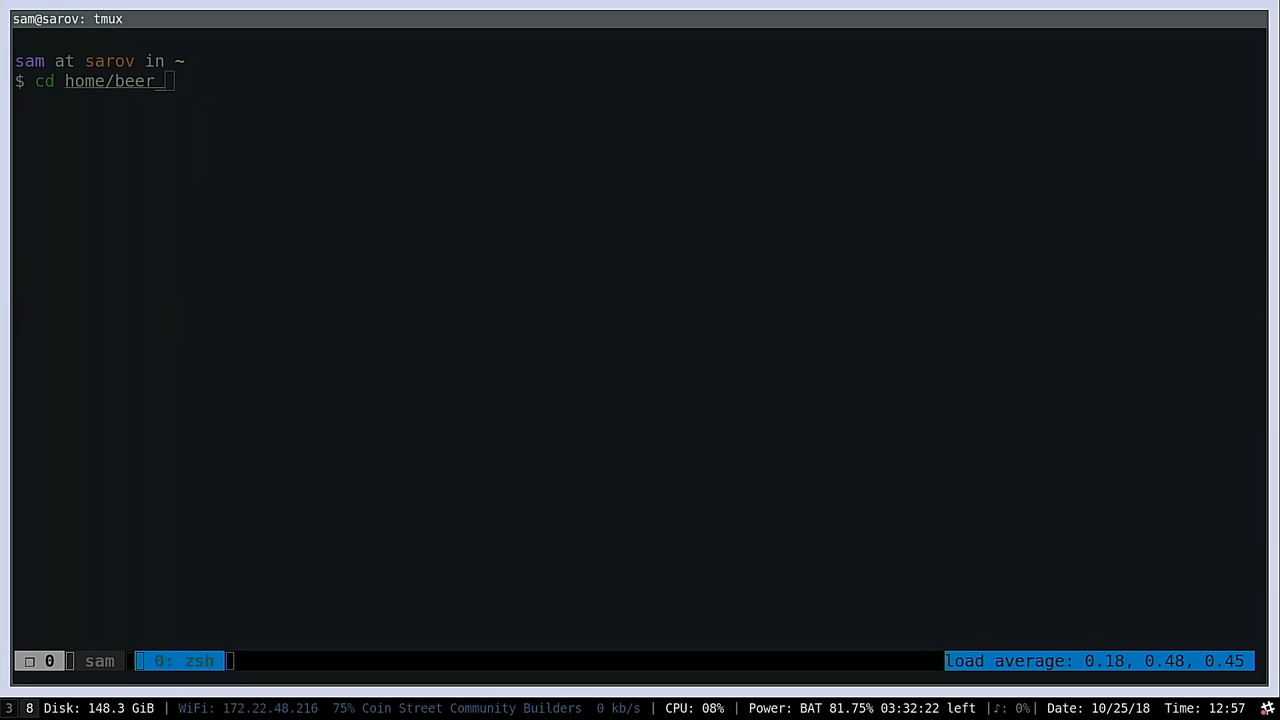 sam@sarov: tmux
sam at sarov in ~
$ cd home/beer_
❐ 0 sam 0: zsh load average: 0.18, 0.48, 0.45
3 8 Disk: 148.3 GiB | WiFi: 172.22.48.216 75% Coin Street Community Builders 0 kb/s | CPU: 08% | Power: BAT 81.75% 03:32:22 left |♪: 0%| Date: 10/25/18 Time: 12:57